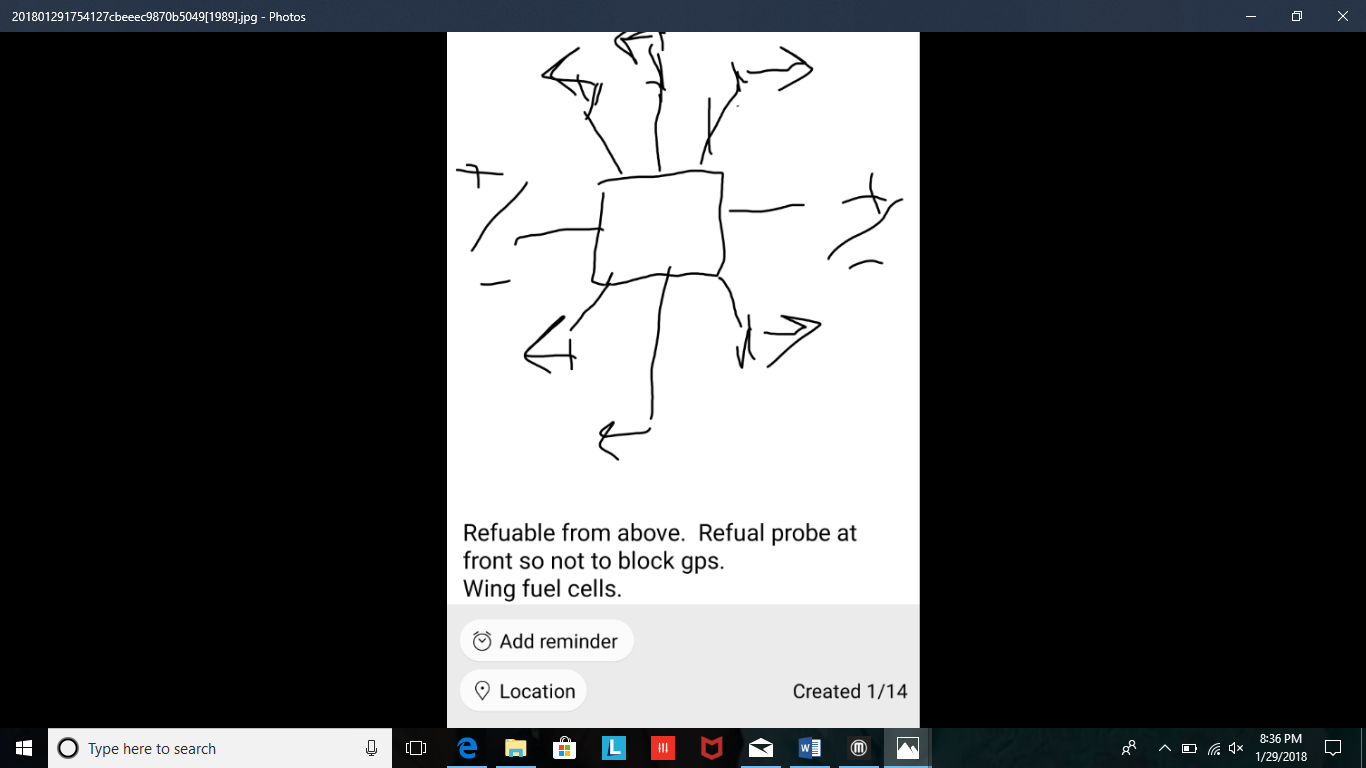 201801291754127cbeeec9870b5049[1989].jpg - Photos
+
+
-
-
Refuable from above.  Refual probe at
front so not to block gps.
Wing fuel cells.
Add reminder
Location
Created 1/14
Type here to search
L
8:36 PM
1/29/2018